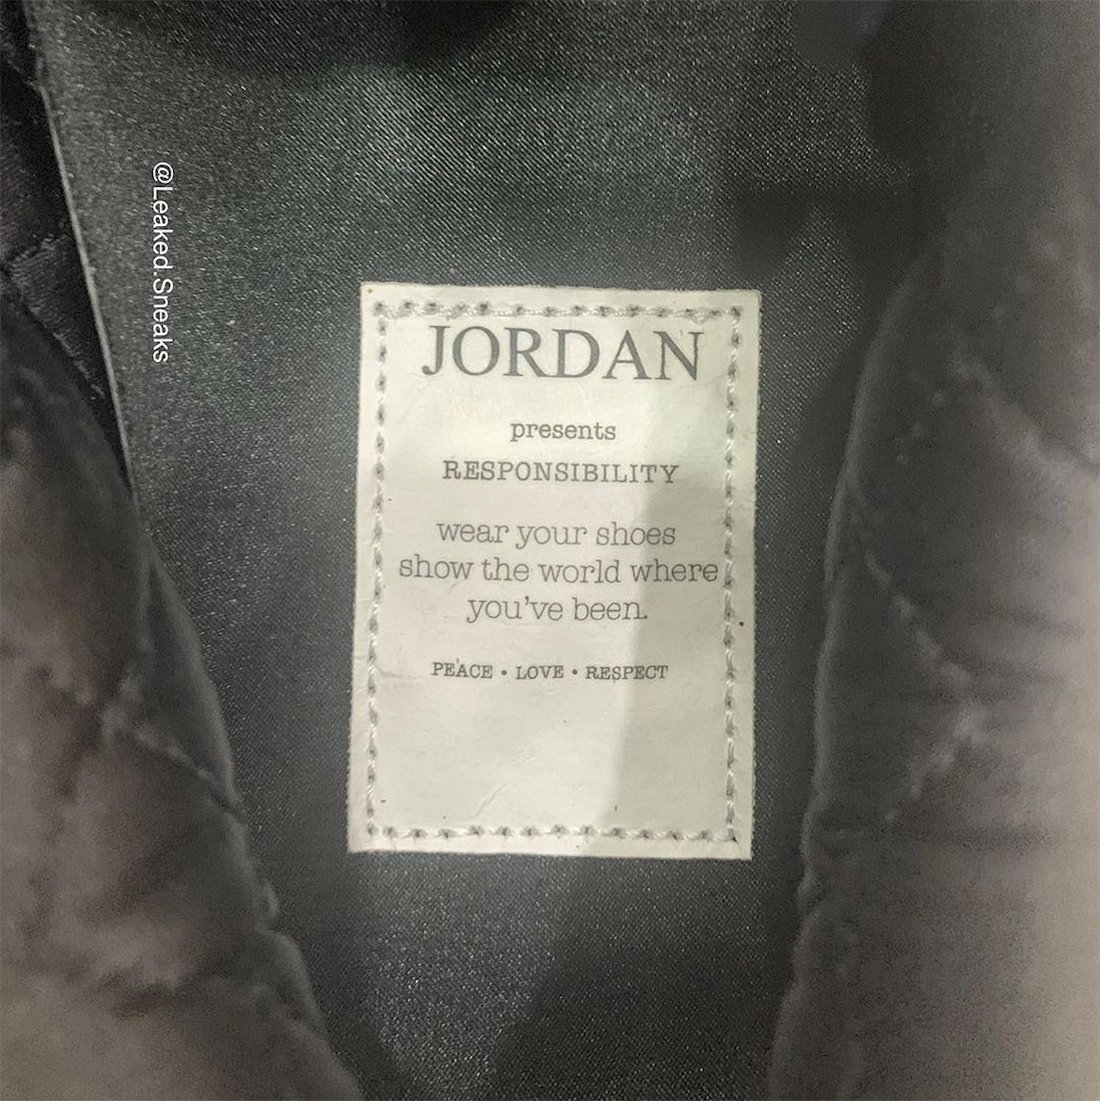 @Leaked.Sneaks
JORDAN
presents
RESPONSIBILITY
wear your shoes
show the world where
you've been.
PEACE • LOVE • RESPECT